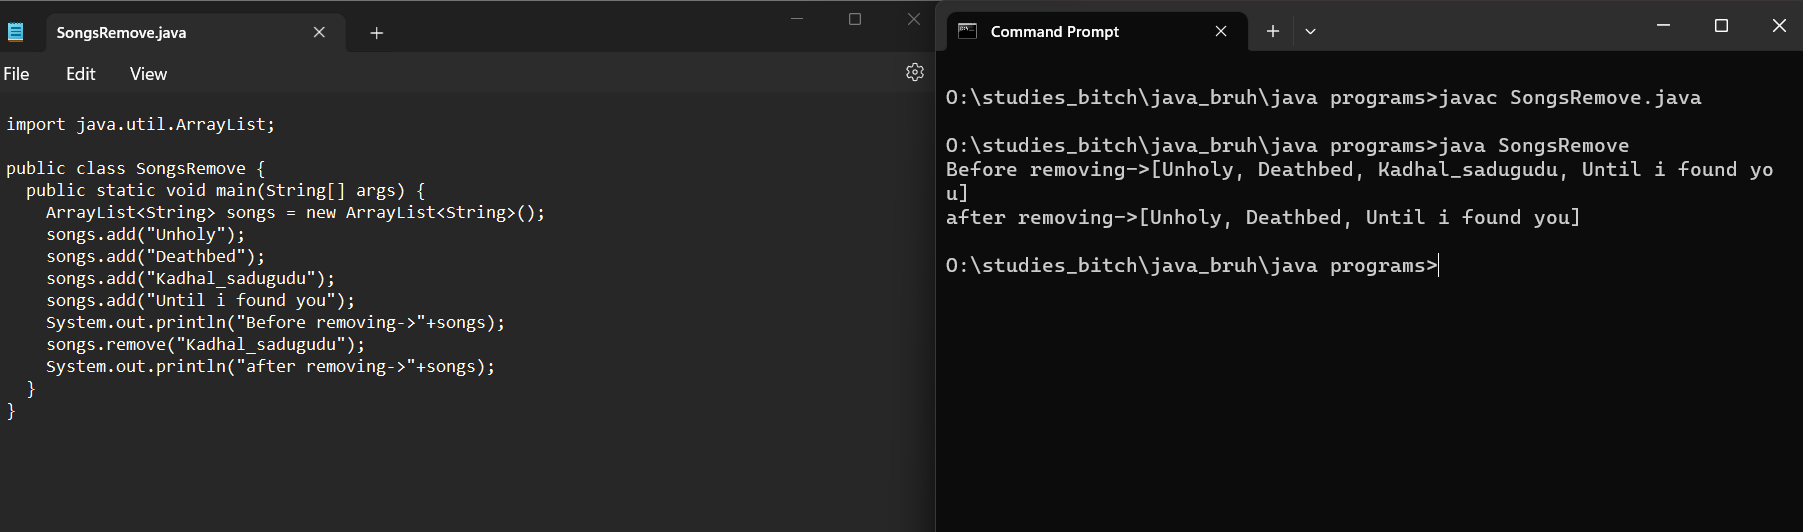 SongsRemove.java
File Edit View
import java.util.ArrayList;
public class SongsRemove {
public static void main(String[] args) {
ArrayList<String> songs = new ArrayList<String>();
songs.add("Unholy");
songs.add("Deathbed");
songs.add("Kadhal_sadugudu");
songs.add("Until i found you");
System.out.println("Before removing->"+songs);
songs.remove("Kadhal_sadugudu");
System.out.println("after removing->"+songs);
}
}
Command Prompt
O:\studies_bitch\java_bruh\java programs>javac SongsRemove.java
O:\studies_bitch\java_bruh\java programs>java SongsRemove
Before removing->[Unholy, Deathbed, Kadhal_sadugudu, Until i found yo
u]
after removing->[Unholy, Deathbed, Until i found you]
O:\studies_bitch\java_bruh\java programs>